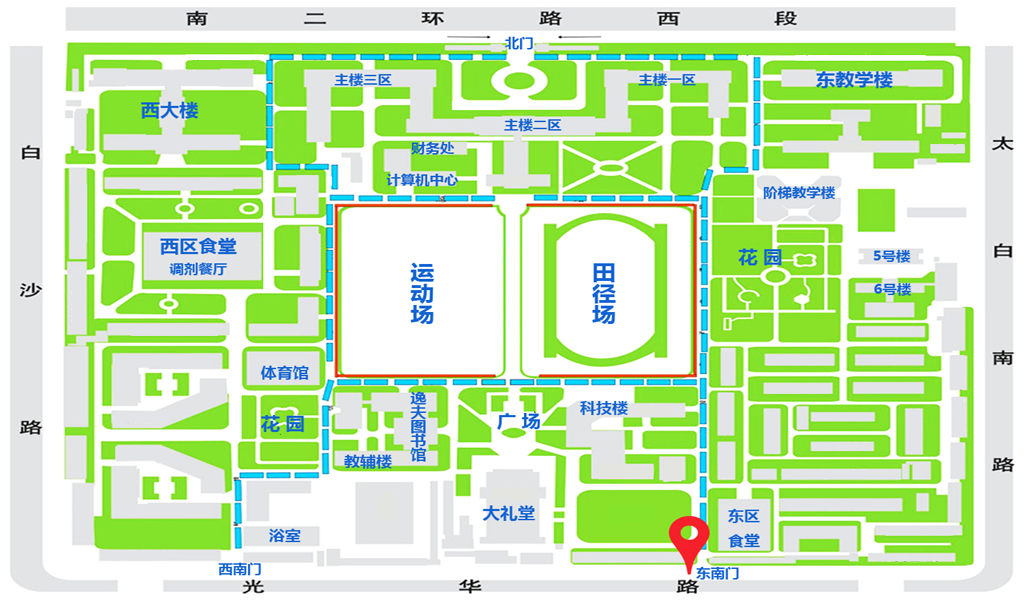 南二环路西段
北门
主楼三区
主楼一区
东教学楼
西大楼
主楼二区
财务处
计算机中心
白沙路
太白南路
阶梯教学楼
西区食堂
调剂餐厅
运动场
田径场
花园
5号楼
6号楼
体育馆
花园
逸夫图书馆
广场
科技楼
教辅楼
大礼堂
东区
食堂
浴室
西南门
东南门
光华路